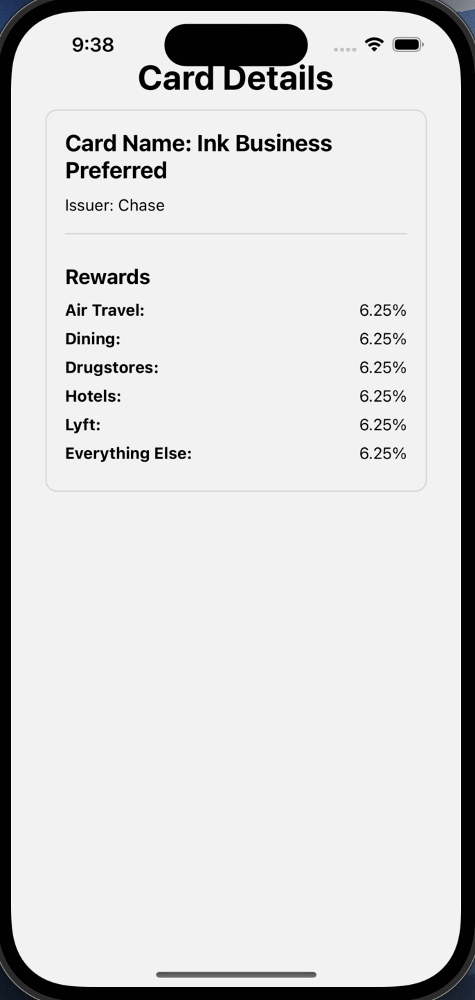 9:38
Card Details
Card Name: Ink Business
Preferred
Issuer: Chase
Rewards
Air Travel: 6.25%
Dining: 6.25%
Drugstores: 6.25%
Hotels: 6.25%
Lyft: 6.25%
Everything Else: 6.25%